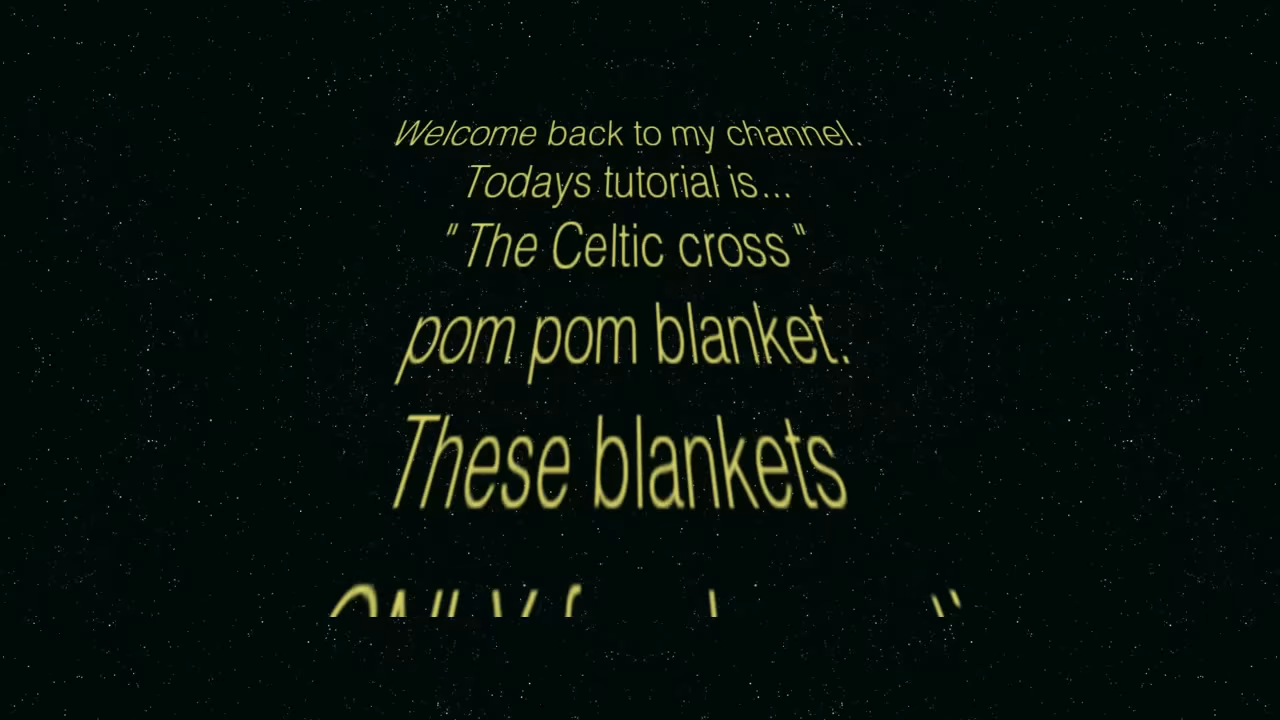 Welcome back to my channel.
Todays tutorial is...
"The Celtic cross"
pom pom blanket.
These blankets